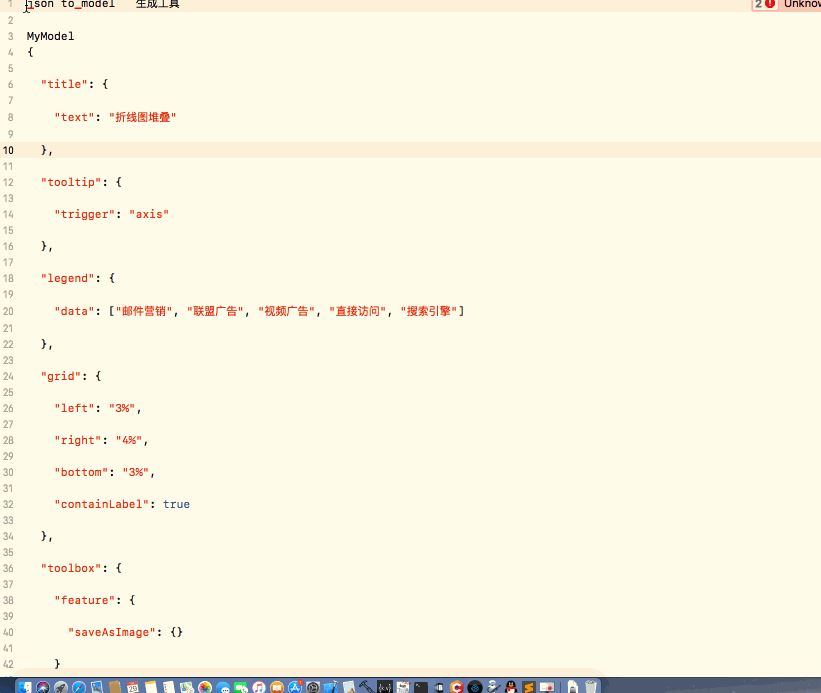 1 json to_model 生成工具 2 Unknow
2
3 MyModel
4 {
5
6 "title": {
7
8 "text": "折线图堆叠"
9
10 },
11
12 "tooltip": {
13
14 "trigger": "axis"
15
16 },
17
18 "legend": {
19
20 "data": ["邮件营销", "联盟广告", "视频广告", "直接访问", "搜索引擎"]
21
22 },
23
24 "grid": {
25
26 "left": "3%",
27
28 "right": "4%",
29
30 "bottom": "3%",
31
32 "containLabel": true
33
34 },
35
36 "toolbox": {
37
38 "feature": {
39
40 "saveAsImage": {}
41
42 }